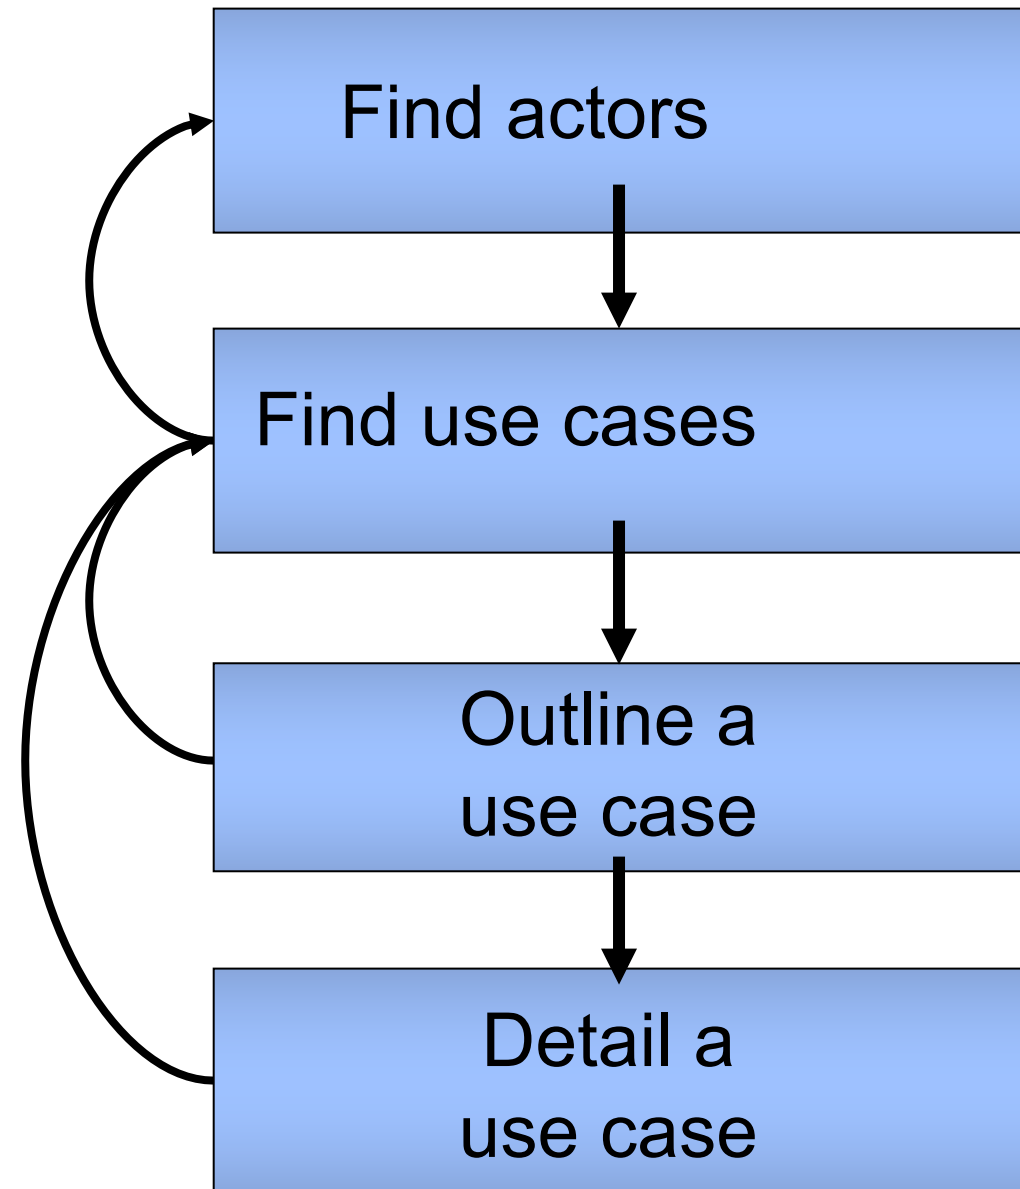 Find actors
Find use cases
Outline a
use case
Detail a
use case